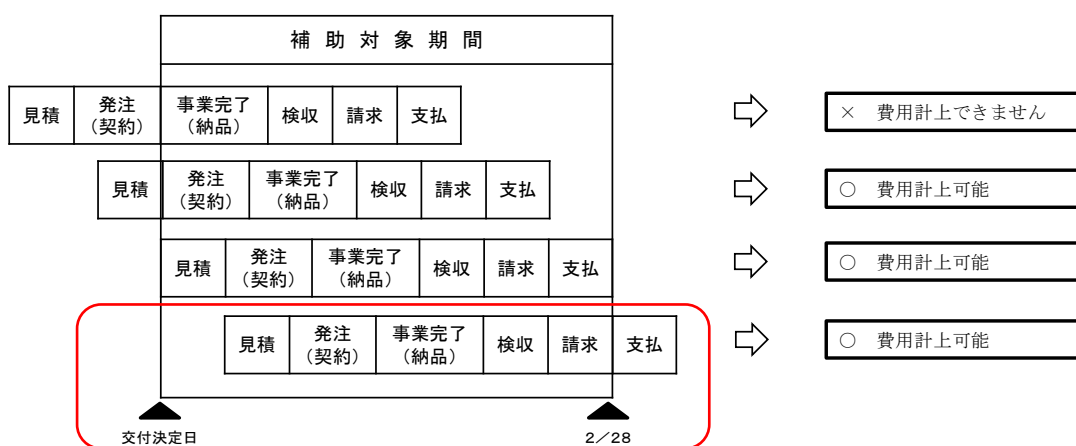 補助対象期間
見積 発注（契約） 事業完了（納品） 検収 請求 支払
× 費用計上できません
見積 発注（契約） 事業完了（納品） 検収 請求 支払
○ 費用計上可能
見積 発注（契約） 事業完了（納品） 検収 請求 支払
○ 費用計上可能
見積 発注（契約） 事業完了（納品） 検収 請求 支払
○ 費用計上可能
交付決定日
2／28